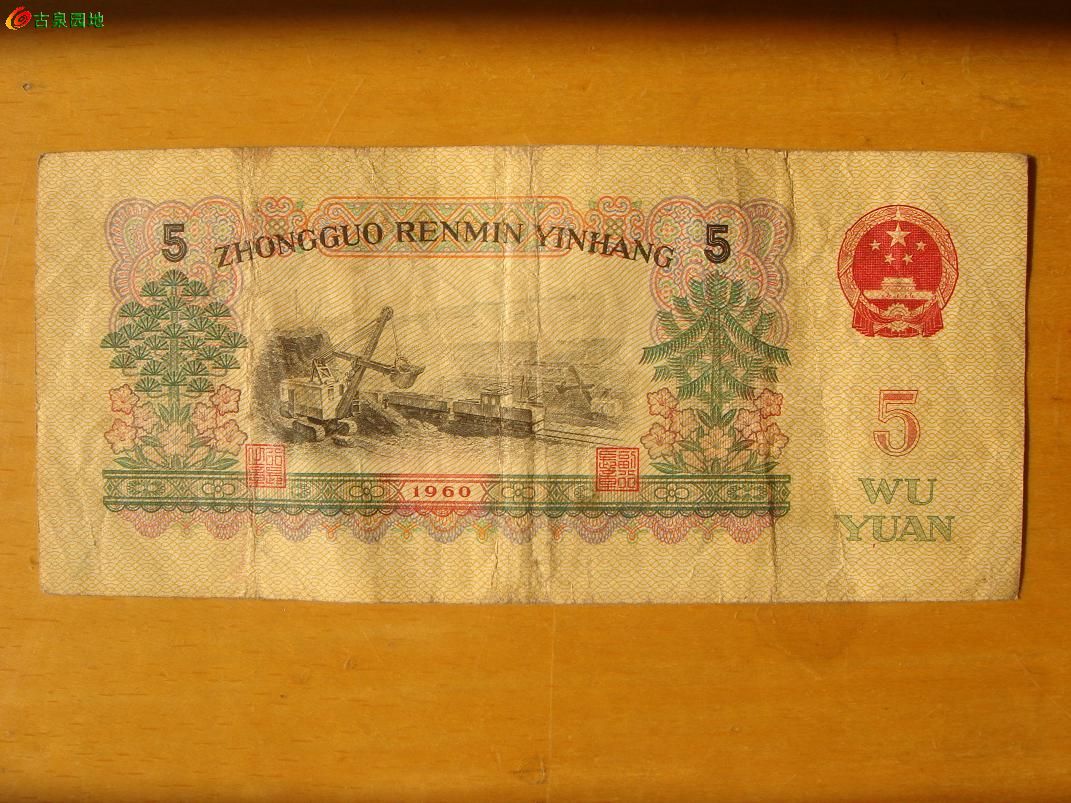 古泉园地
5 ZHONGGUO RENMIN YINHANG 5
1960
5
WU
YUAN